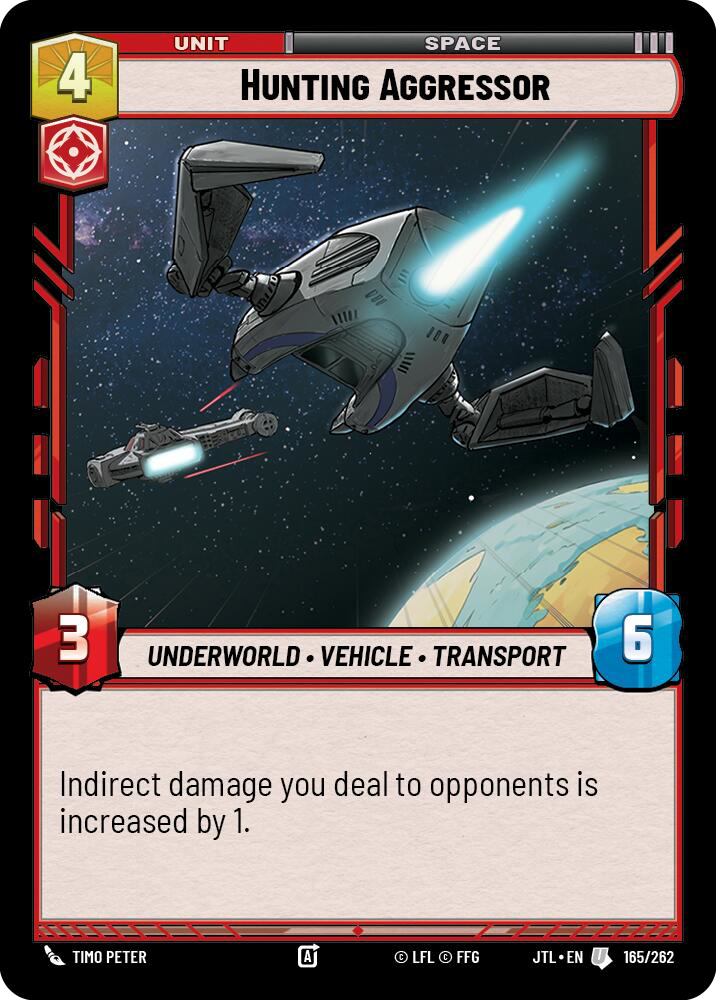 UNIT
SPACE
4
HUNTING AGGRESSOR
3
UNDERWORLD • VEHICLE • TRANSPORT
6
Indirect damage you deal to opponents is
increased by 1.
TIMO PETER
A
© LFL © FFG
JTL • EN
U
165/262